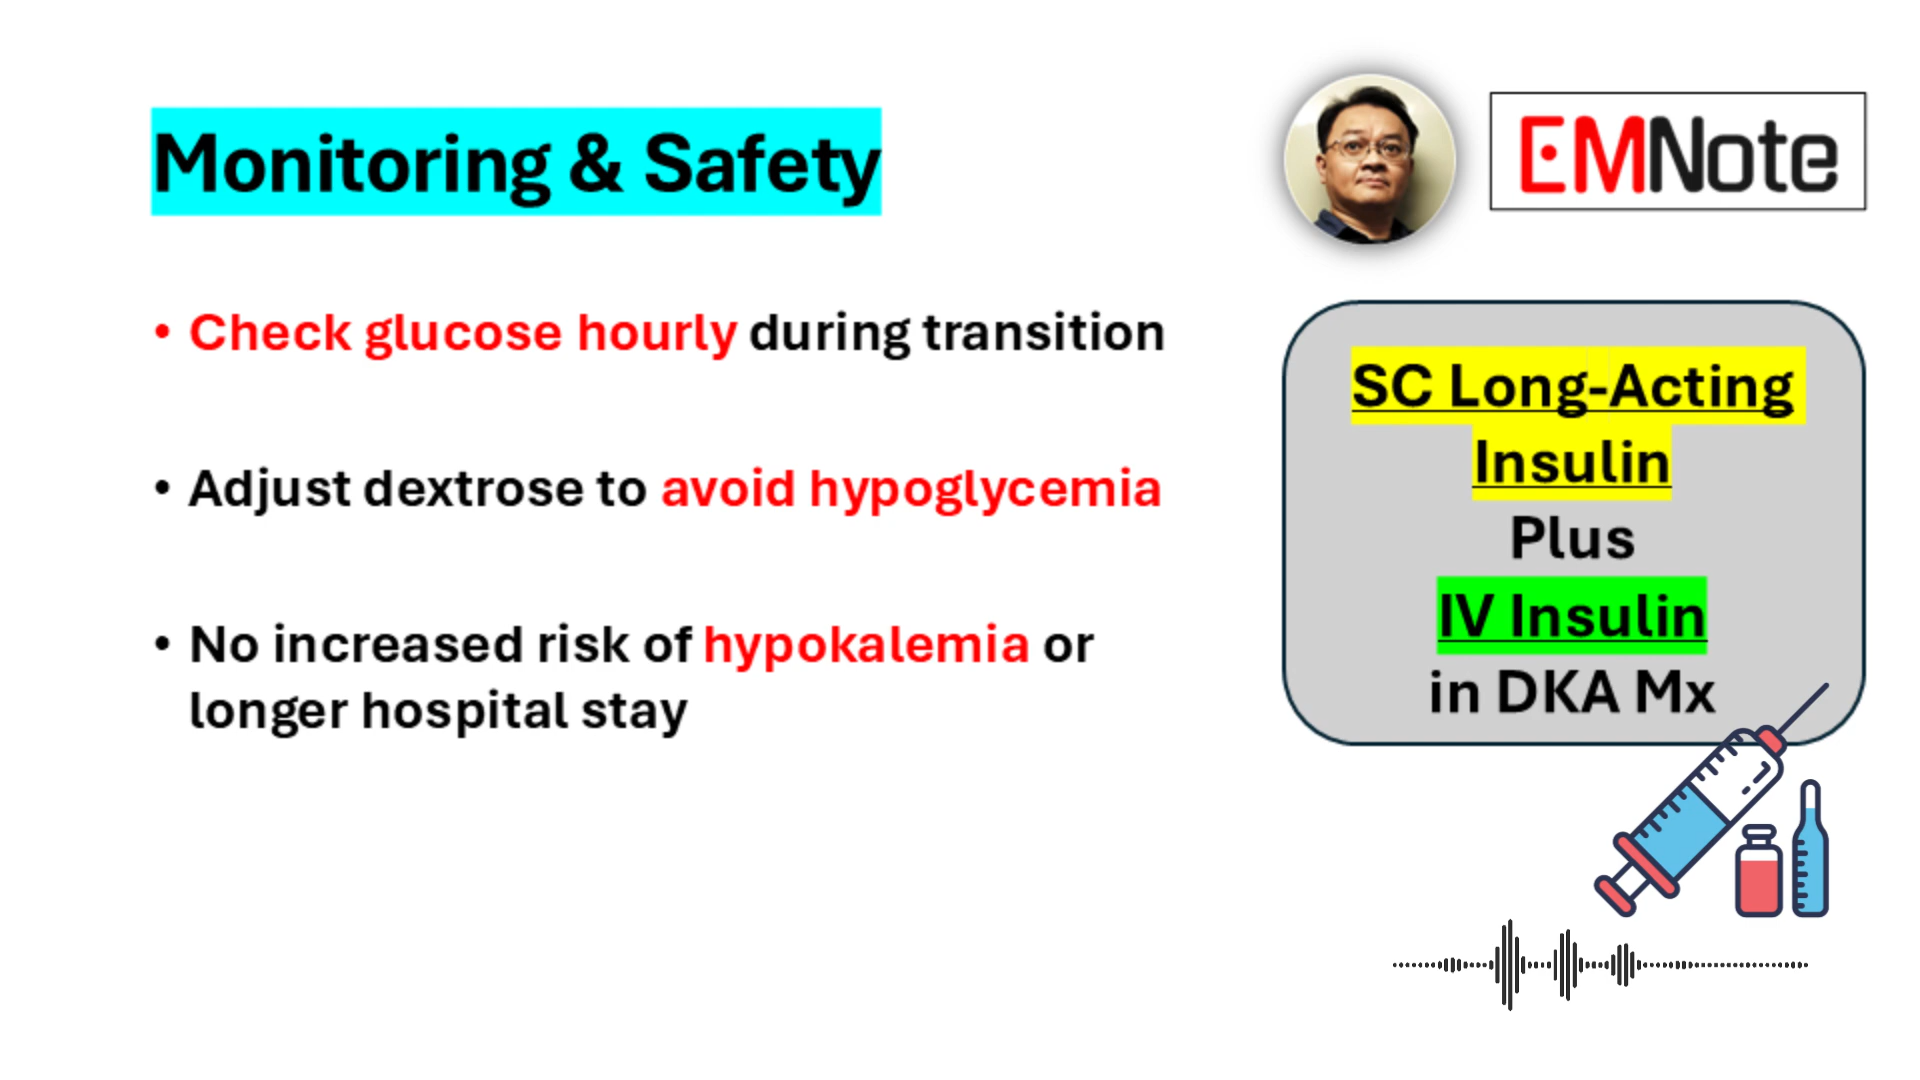 Monitoring & Safety
• Check glucose hourly during transition
• Adjust dextrose to avoid hypoglycemia
• No increased risk of hypokalemia or
longer hospital stay
EMNote
SC Long-Acting
Insulin
Plus
IV Insulin
in DKA Mx